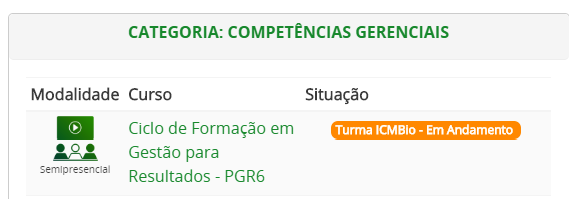 CATEGORIA: COMPETÊNCIAS GERENCIAIS
Modalidade Curso Situação
Ciclo de Formação em
Gestão para
Resultados - PGR6
Turma ICMBio - Em Andamento
Semipresencial